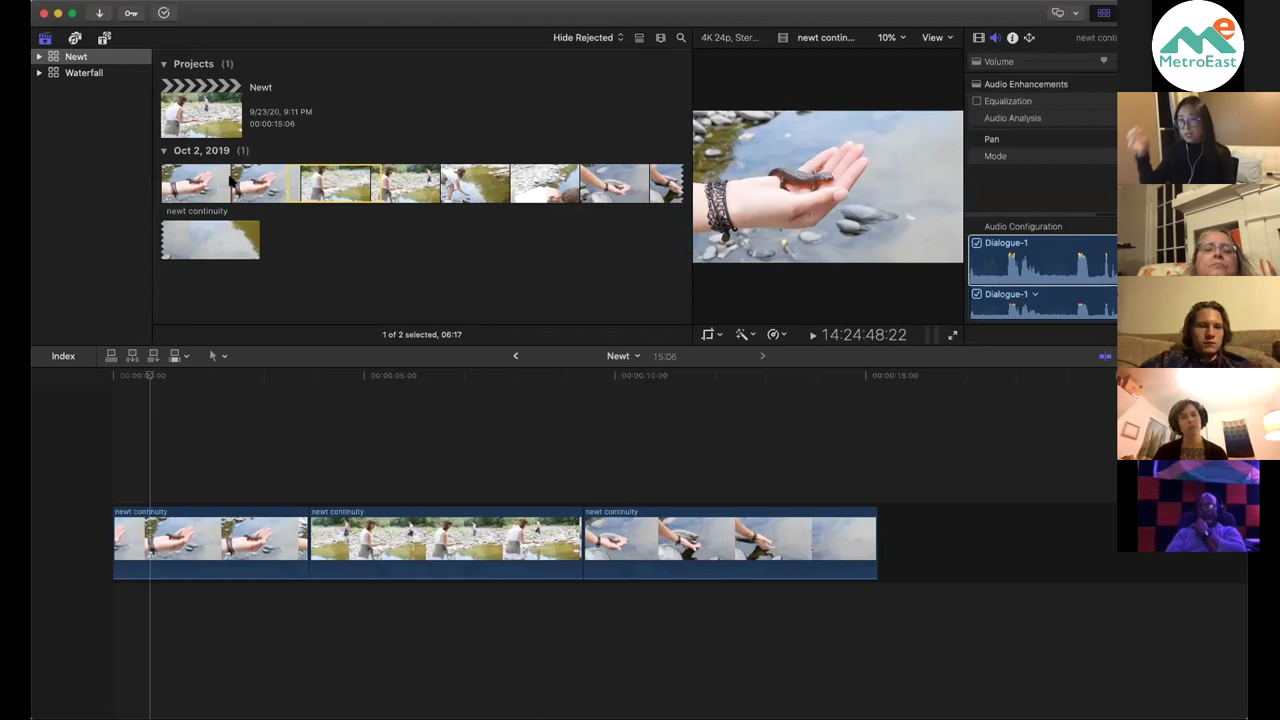 Hide Rejected
4K 24p, Ster...
newt contin...
10%
View
newt conti
MetroEast
Newt
Waterfall
Projects (1)
Newt
9/23/20, 9:11 PM
00:00:15:06
Oct 2, 2019 (1)
newt continuity
1 of 2 selected, 06:17
14:24:48:22
Volume
Audio Enhancements
Equalization
Audio Analysis
Pan
Mode
Audio Configuration
Dialogue-1
Dialogue-1
Index
Newt
15:06
00:00:05:00
00:00:10:00
00:00:15:00
newt continuity
newt continuity
newt continuity